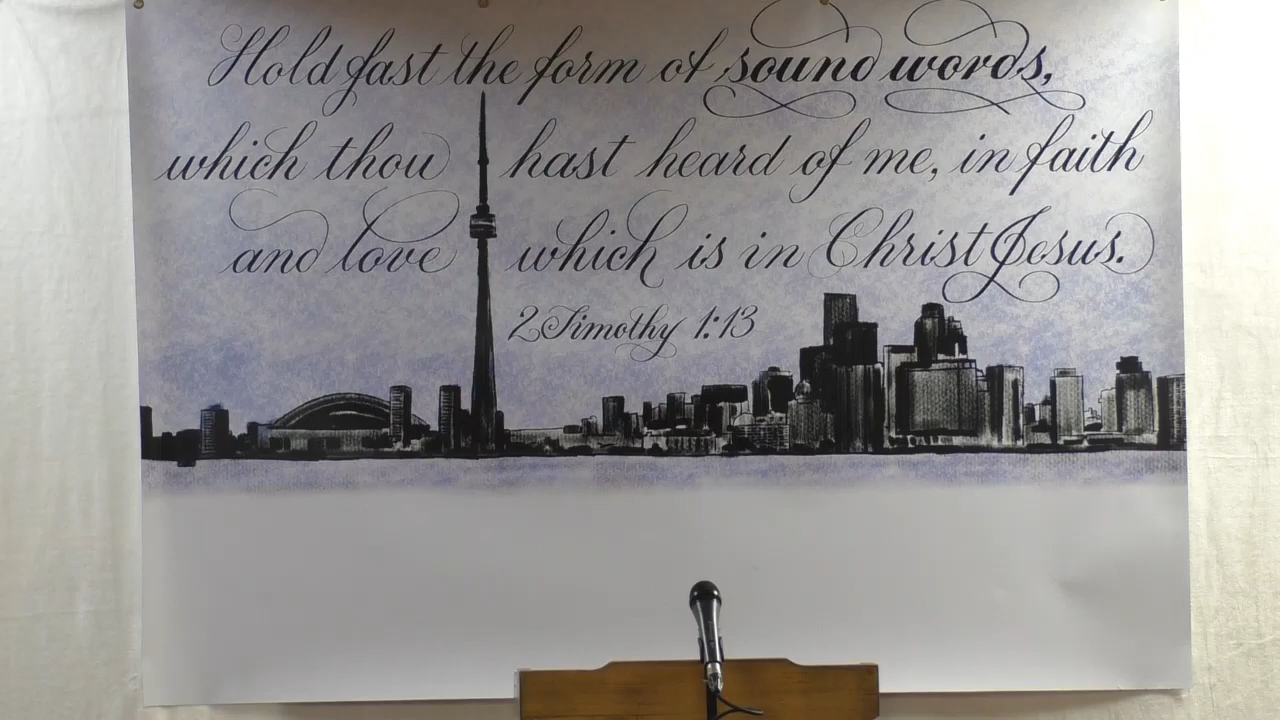 Hold fast the form of sound words,
which thou hast heard of me, in faith
and love which is in Christ Jesus.
2 Timothy 1:13